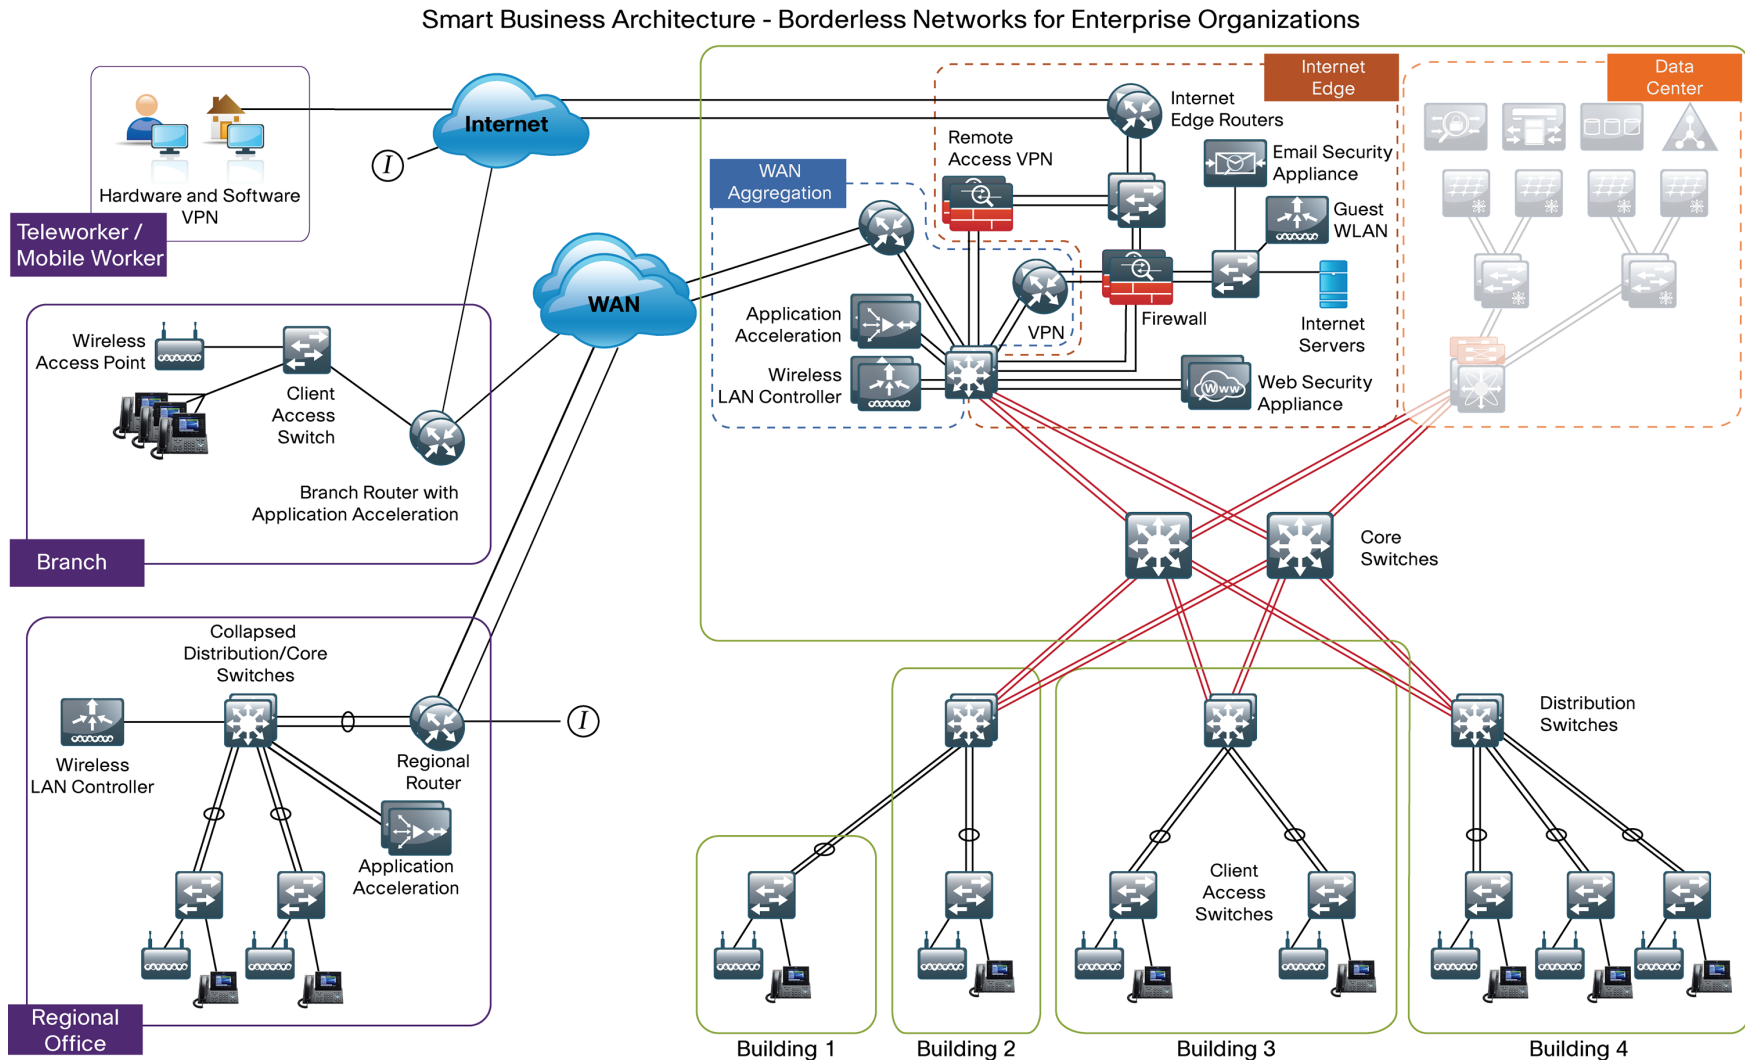 Smart Business Architecture - Borderless Networks for Enterprise Organizations
Hardware and Software
VPN
Teleworker /
Mobile Worker
Internet
I
WAN
Wireless
Access Point
Client
Access
Switch
Branch Router with
Application Acceleration
Branch
Collapsed
Distribution/Core
Switches
Wireless
LAN Controller
Regional
Router
I
Application
Acceleration
Regional
Office
WAN
Aggregation
Internet
Edge
Data
Center
Internet
Edge Routers
Remote
Access VPN
Email Security
Appliance
Guest
WLAN
Application
Acceleration
VPN
Firewall
Internet
Servers
Wireless
LAN Controller
Www
Web Security
Appliance
Core
Switches
Distribution
Switches
Client
Access
Switches
Building 1
Building 2
Building 3
Building 4